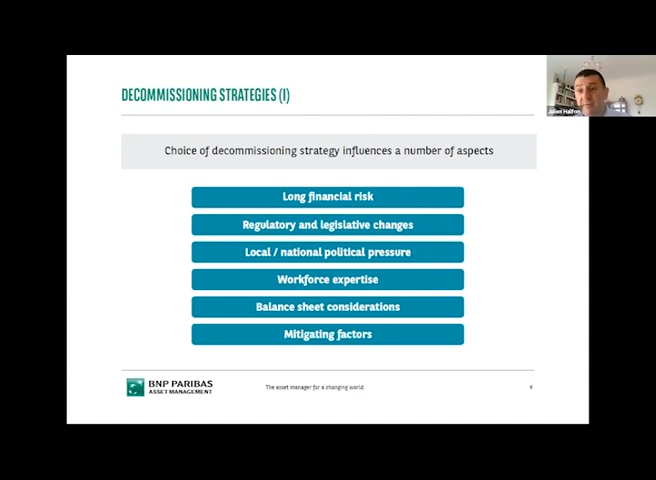 DECOMMISSIONING STRATEGIES (I)
Julien Halfon
Choice of decommissioning strategy influences a number of aspects
Long financial risk
Regulatory and legislative changes
Local / national political pressure
Workforce expertise
Balance sheet considerations
Mitigating factors
BNP PARIBAS
ASSET MANAGEMENT
The asset manager for a changing world